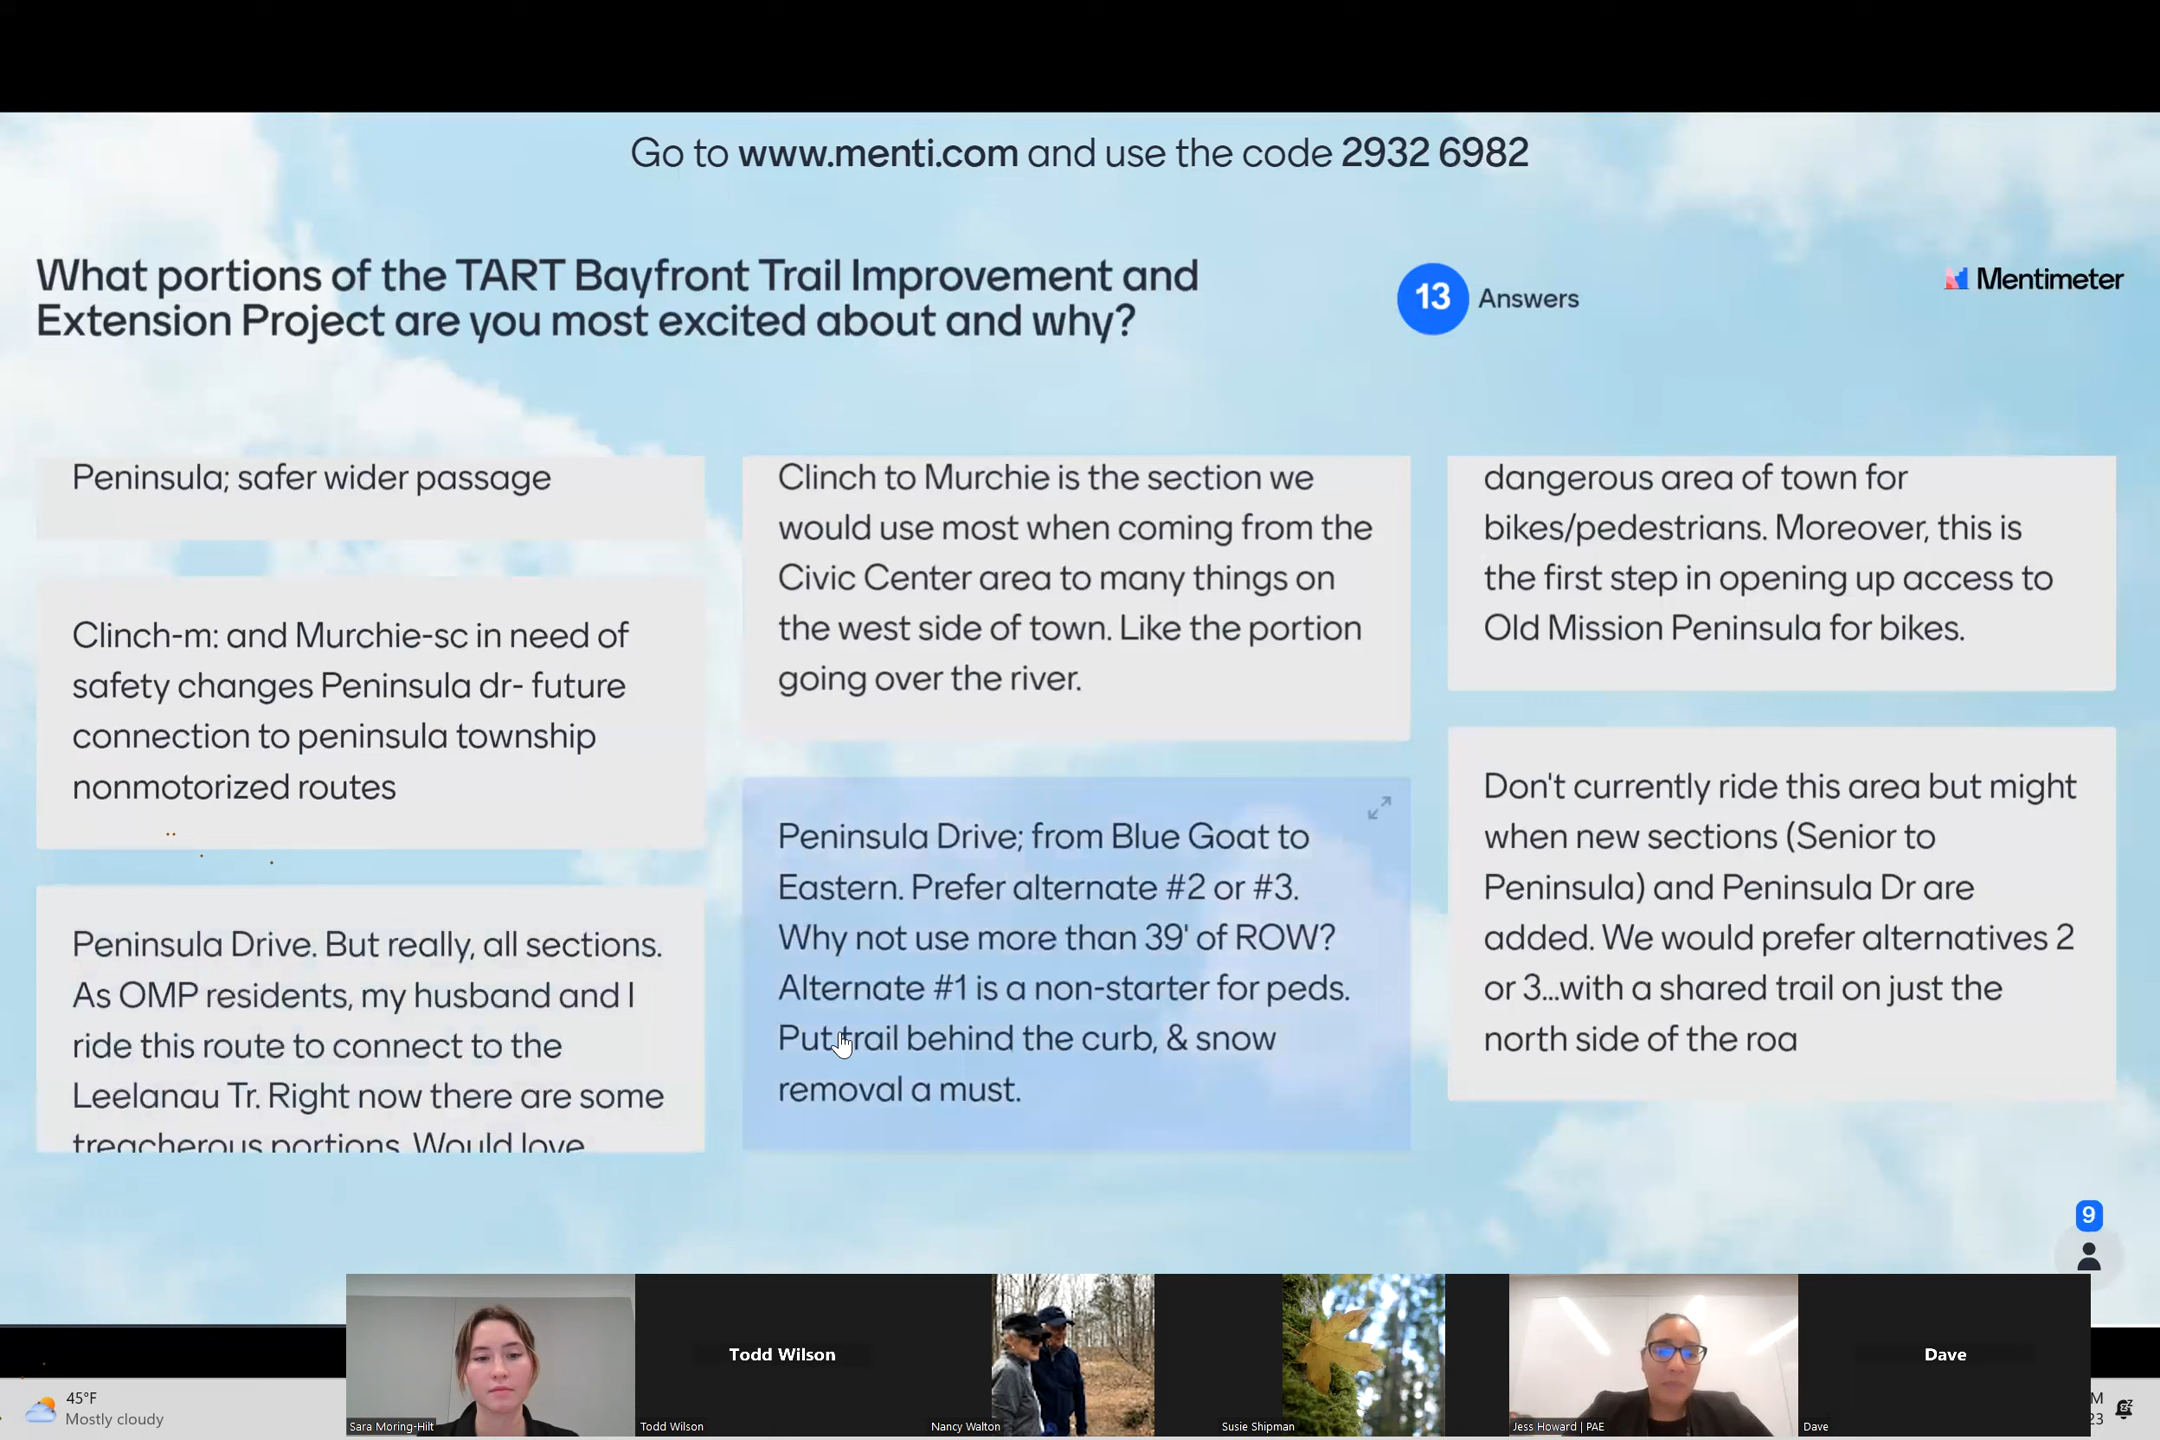 Go to www.menti.com and use the code 2932 6982
What portions of the TART Bayfront Trail Improvement and
Extension Project are you most excited about and why?
13 Answers
Mentimeter
Peninsula; safer wider passage
Clinch-m: and Murchie-sc in need of
safety changes Peninsula dr- future
connection to peninsula township
nonmotorized routes
Peninsula Drive. But really, all sections.
As OMP residents, my husband and I
ride this route to connect to the
Leelanau Tr. Right now there are some
treacherous portions. Would love
Clinch to Murchie is the section we
would use most when coming from the
Civic Center area to many things on
the west side of town. Like the portion
going over the river.
Peninsula Drive; from Blue Goat to
Eastern. Prefer alternate #2 or #3.
Why not use more than 39' of ROW?
Alternate #1 is a non-starter for peds.
Put trail behind the curb, & snow
removal a must.
dangerous area of town for
bikes/pedestrians. Moreover, this is
the first step in opening up access to
Old Mission Peninsula for bikes.
Don't currently ride this area but might
when new sections (Senior to
Peninsula) and Peninsula Dr are
added. We would prefer alternatives 2
or 3...with a shared trail on just the
north side of the roa
9
45°F
Mostly cloudy
Sara Moring-Hilt
Todd Wilson
Todd Wilson
Nancy Walton
Susie Shipman
Jess Howard | PAE
Dave
Dave
M
23